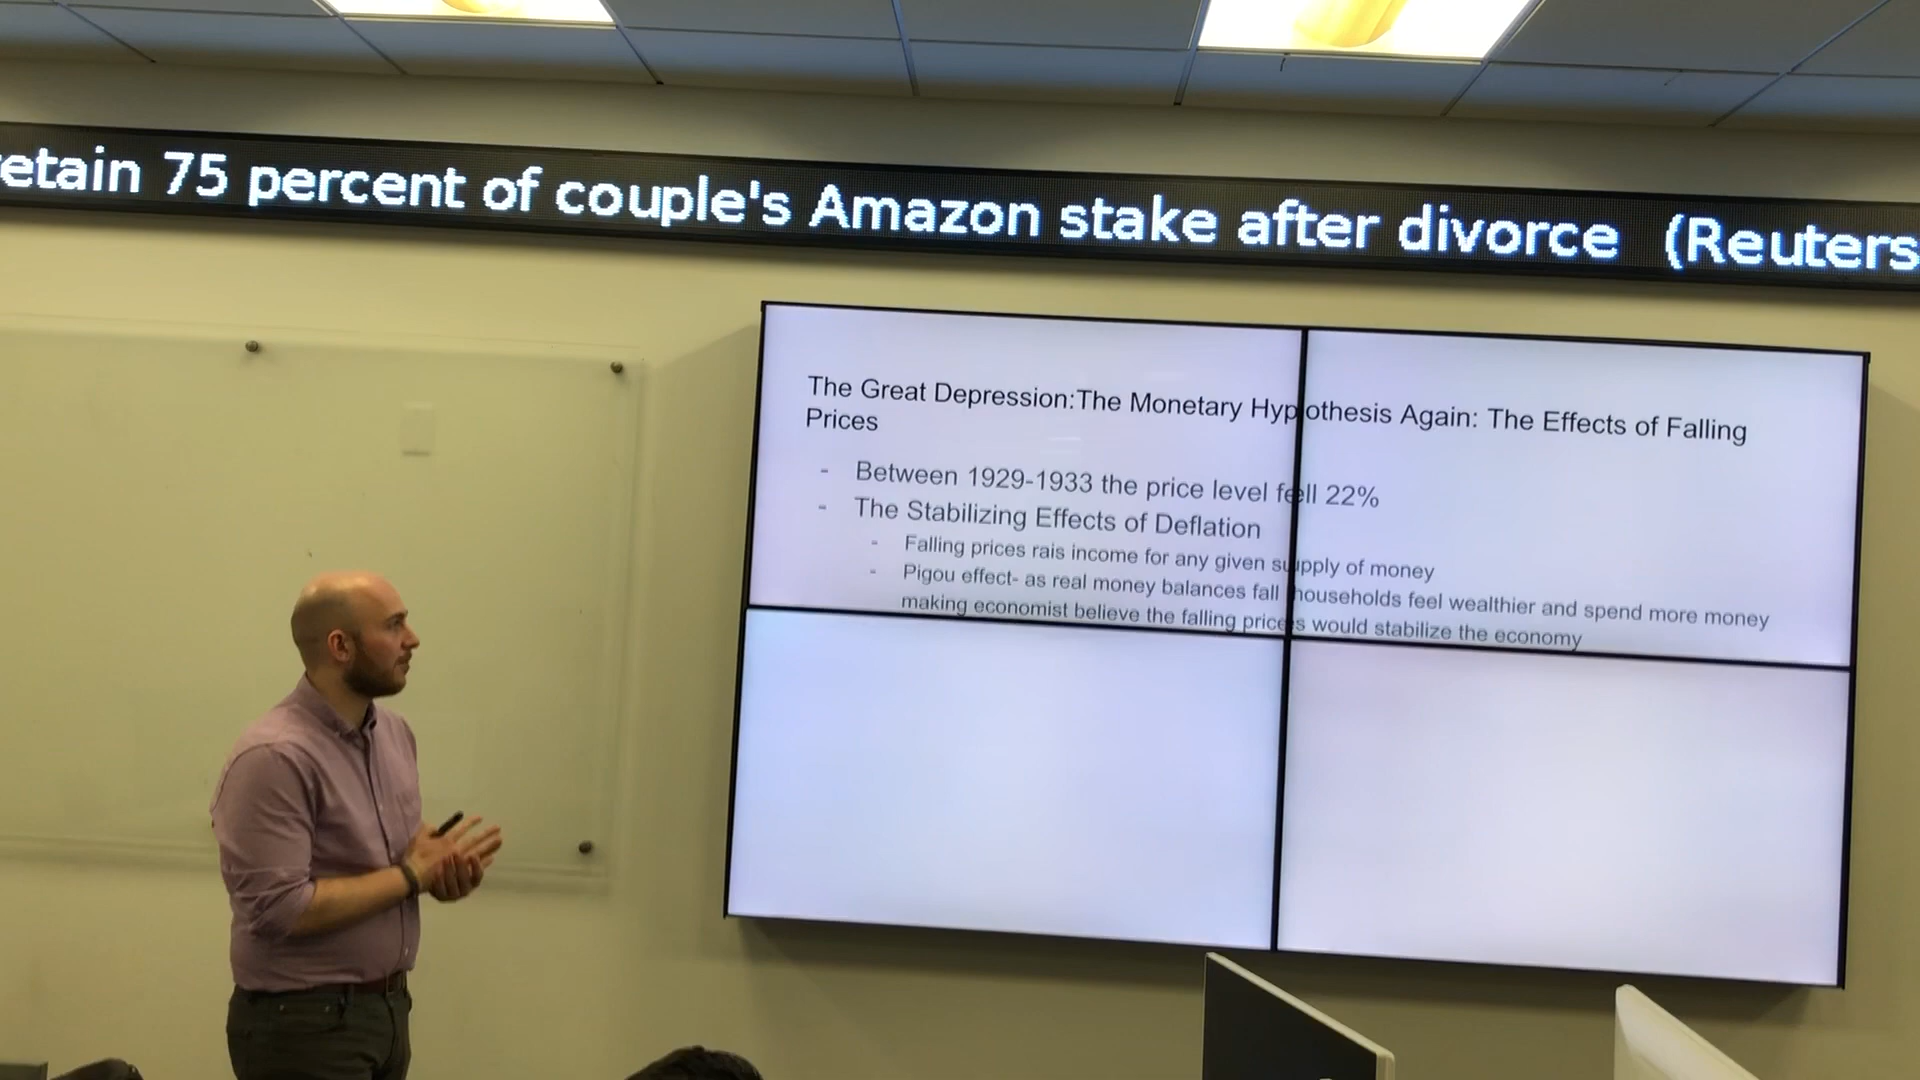 etain 75 percent of couple's Amazon stake after divorce (Reuters
The Great Depression:The Monetary Hypothesis Again: The Effects of Falling
Prices
- Between 1929-1933 the price level fell 22%
- The Stabilizing Effects of Deflation
- Falling prices rais income for any given supply of money
- Pigou effect- as real money balances fall households feel wealthier and spend more money
making economist believe the falling prices would stabilize the economy